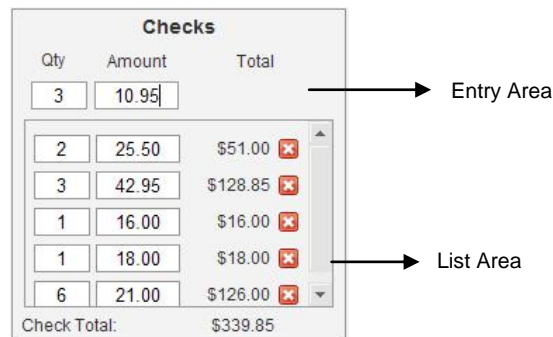 Checks
Qty Amount Total
3 10.95 Entry Area
2 25.50 $51.00
3 42.95 $128.85
1 16.00 $16.00
1 18.00 $18.00 List Area
6 21.00 $126.00
Check Total: $339.85